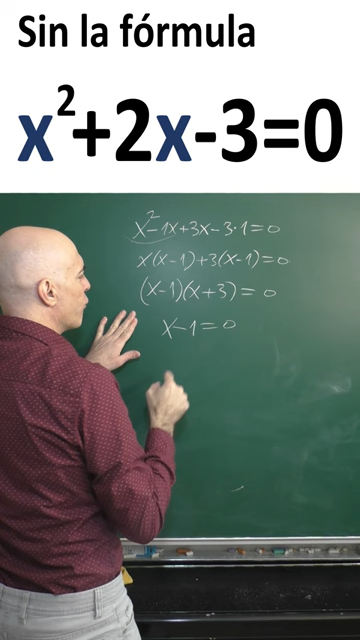 Sin la fórmula
x²+2x-3=0
x²-1x+3x-3·1=0
x(x-1)+3(x-1)=0
(x-1)(x+3)=0
x-1=0